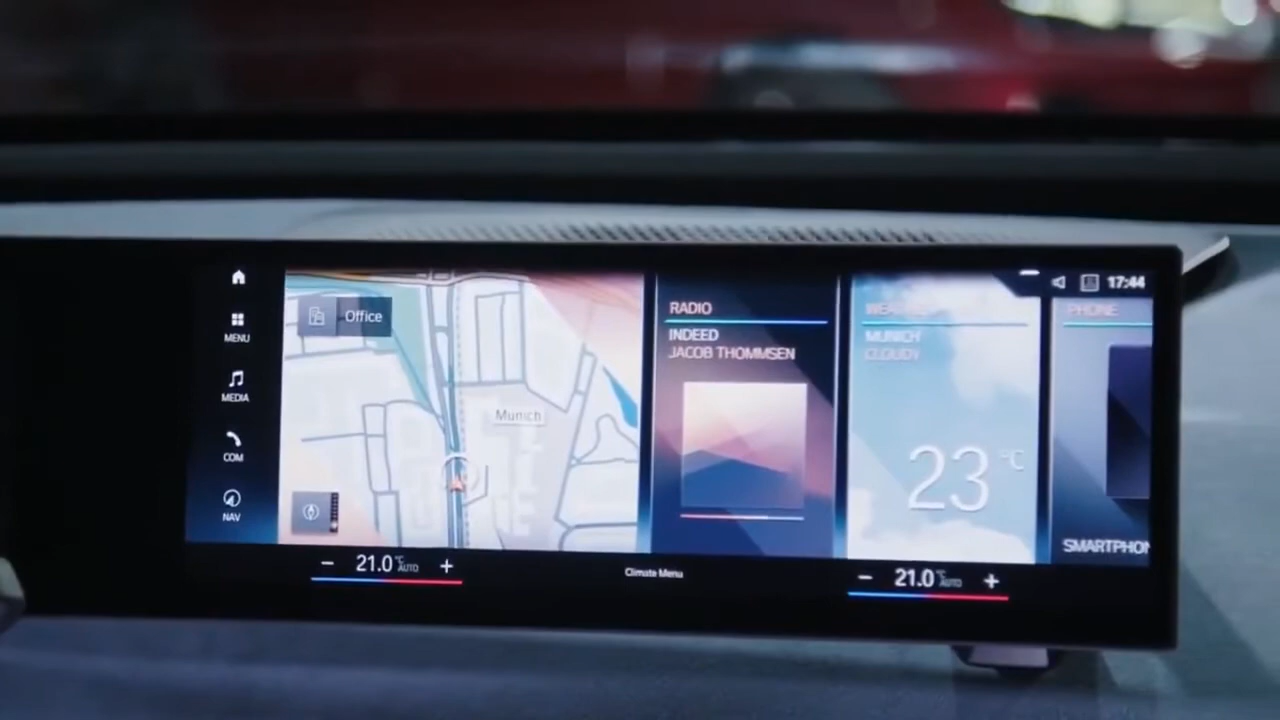 17:44
MENU
MEDIA
COM
NAV
Office
Munich
RADIO
INDEED
JACOB THOMMSEN
WEATHER
MUNICH
CLOUDY
23 °C
PHONE
SMARTPHON
− 21.0 °C AUTO +
Climate Menu
− 21.0 °C AUTO +